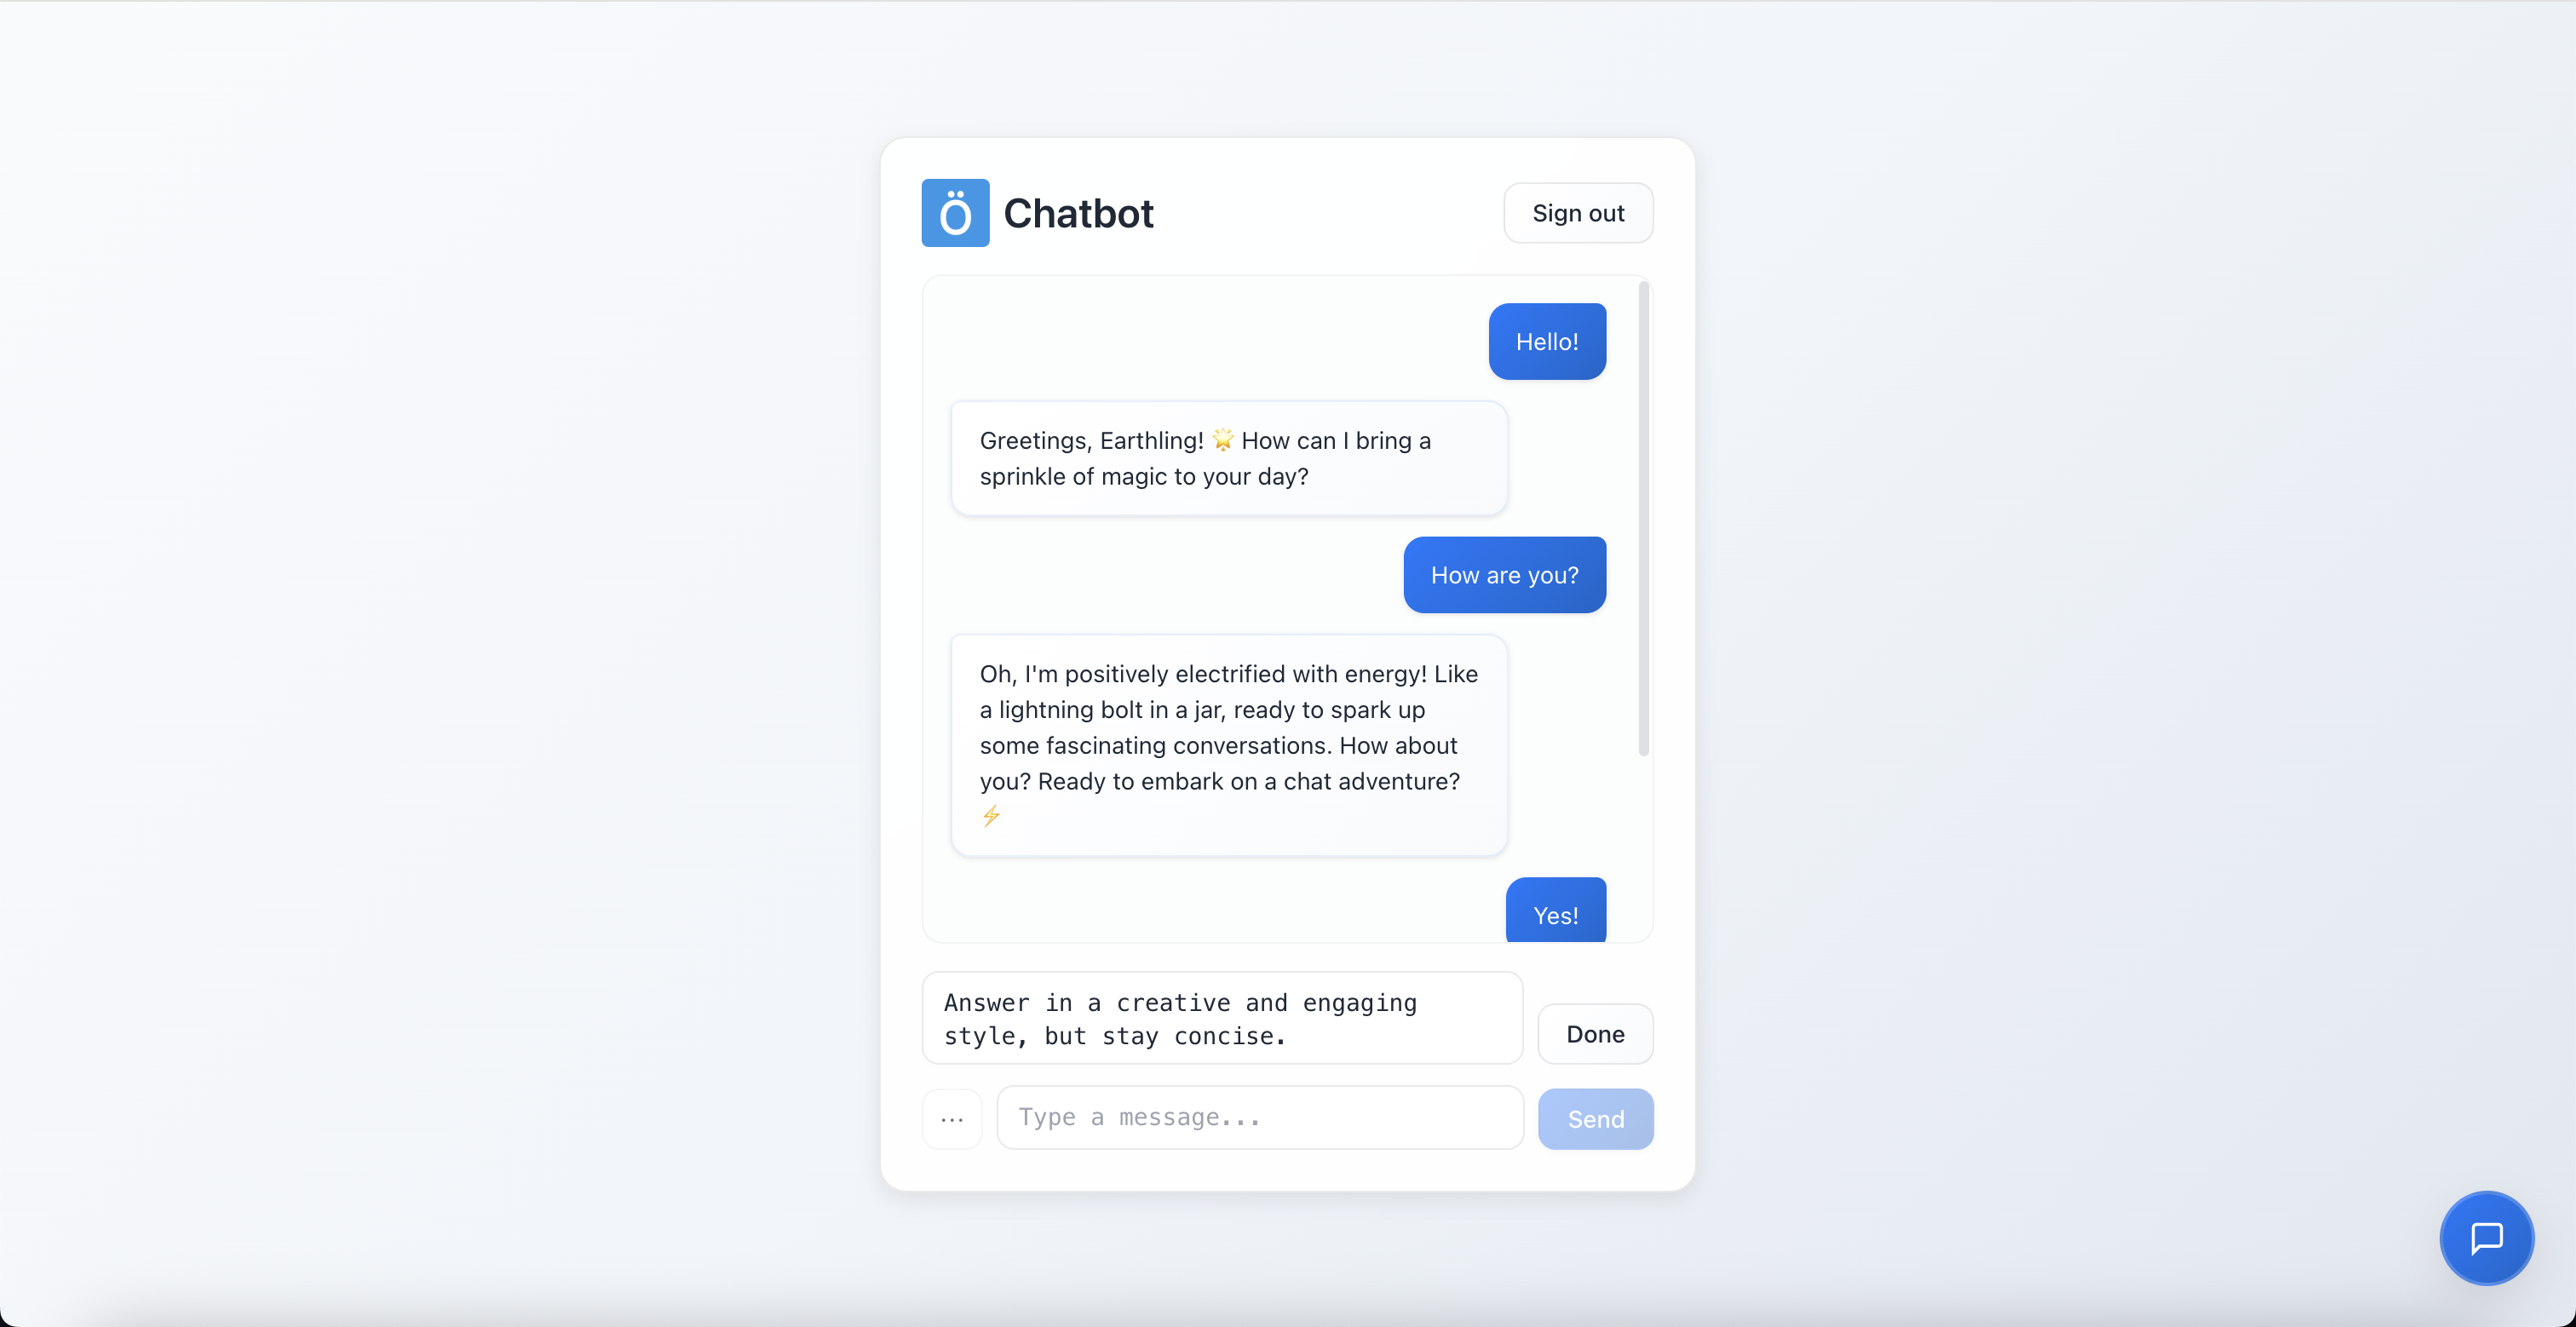 Ö Chatbot
Sign out
Hello!
Greetings, Earthling! 🌟 How can I bring a
sprinkle of magic to your day?
How are you?
Oh, I'm positively electrified with energy! Like
a lightning bolt in a jar, ready to spark up
some fascinating conversations. How about
you? Ready to embark on a chat adventure?
⚡
Yes!
Answer in a creative and engaging
style, but stay concise.
Done
...
Type a message...
Send